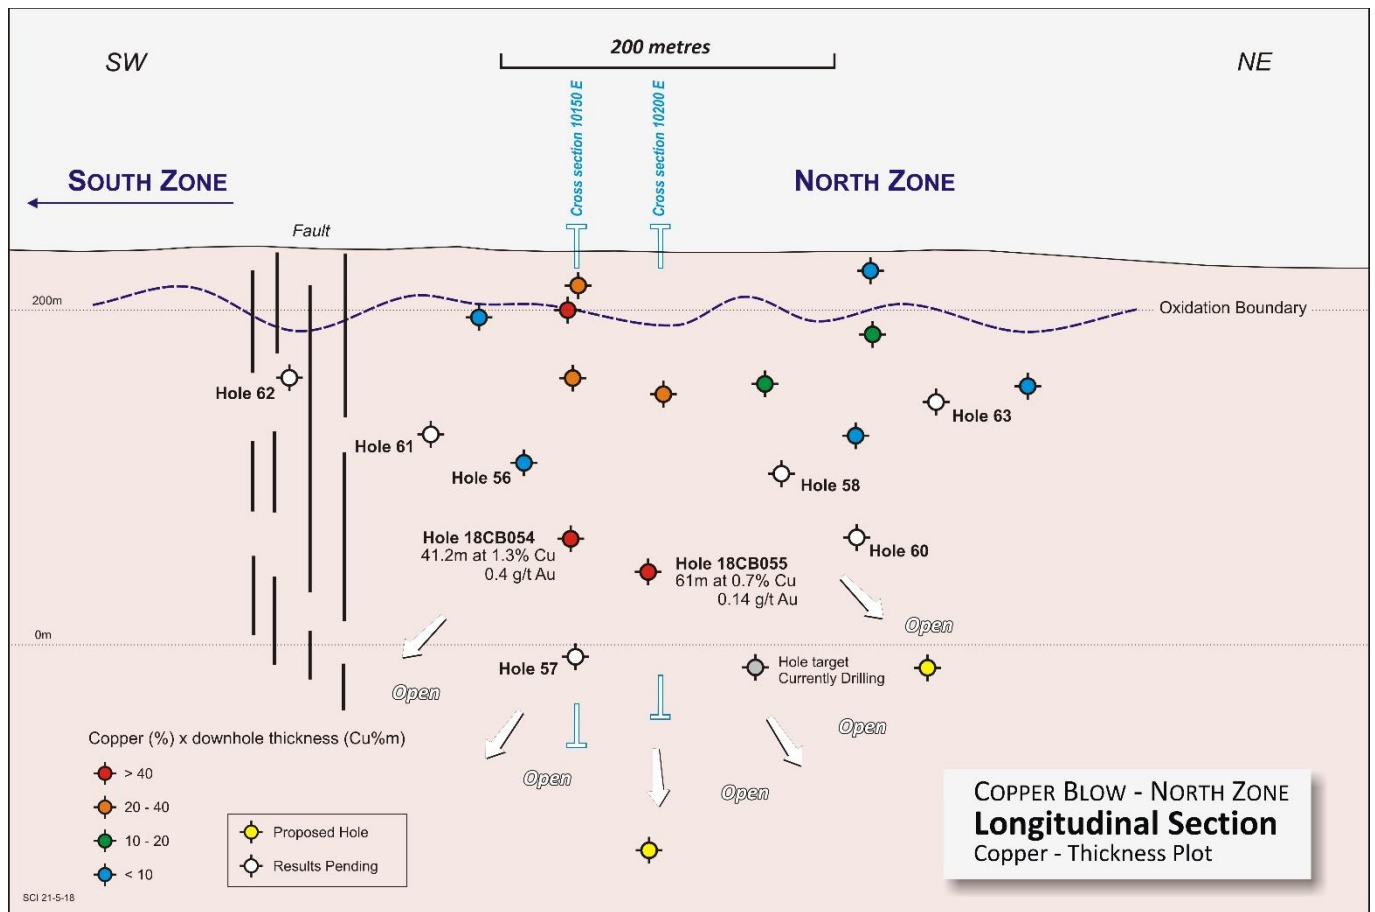 200 metres
SW
NE
Cross section 10150 E
Cross section 10200 E
SOUTH ZONE
NORTH ZONE
Fault
200m
Oxidation Boundary
Hole 62
Hole 63
Hole 61
Hole 56
Hole 58
Hole 18CB054
41.2m at 1.3% Cu
0.4 g/t Au
Hole 60
Hole 18CB055
61m at 0.7% Cu
0.14 g/t Au
Open
0m
Hole 57
Hole target
Currently Drilling
Open
Open
Open
Open
Copper (%) x downhole thickness (Cu%m)
> 40
20 - 40
10 - 20
< 10
Proposed Hole
Results Pending
COPPER BLOW - NORTH ZONE
Longitudinal Section
Copper - Thickness Plot
SCI 21-5-18